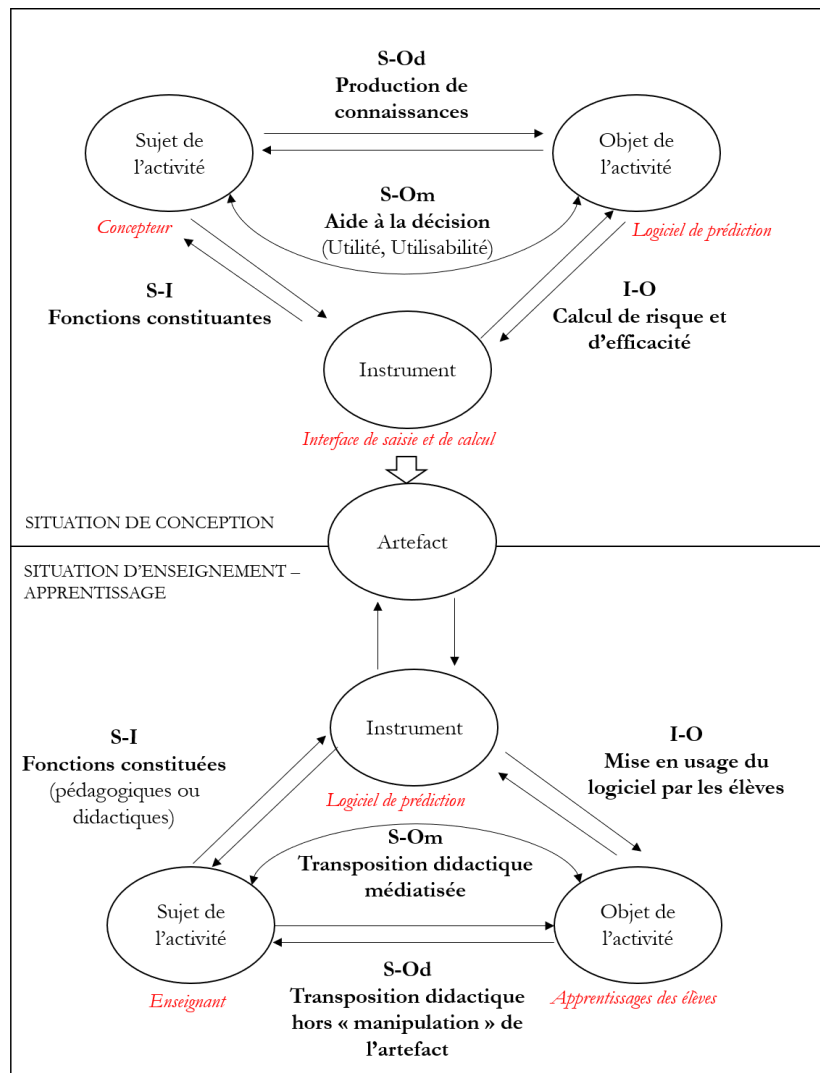 S-Od
Production de
connaissances
Sujet de
l’activité
Objet de
l’activité
S-Om
Aide à la décision
(Utilité, Utilisabilité)
Concepteur
Logiciel de prédiction
S-I
Fonctions constituantes
I-O
Calcul de risque et
d’efficacité
Instrument
Interface de saisie et de calcul
SITUATION DE CONCEPTION
Artefact
SITUATION D’ENSEIGNEMENT –
APPRENTISSAGE
Instrument
S-I
Fonctions constituées
(pédagogiques ou
didactiques)
I-O
Mise en usage du
logiciel par les élèves
Logiciel de prédiction
S-Om
Transposition didactique
médiatisée
Sujet de
l’activité
Objet de
l’activité
S-Od
Transposition didactique
hors « manipulation » de
l’artefact
Enseignant
Apprentissages des élèves